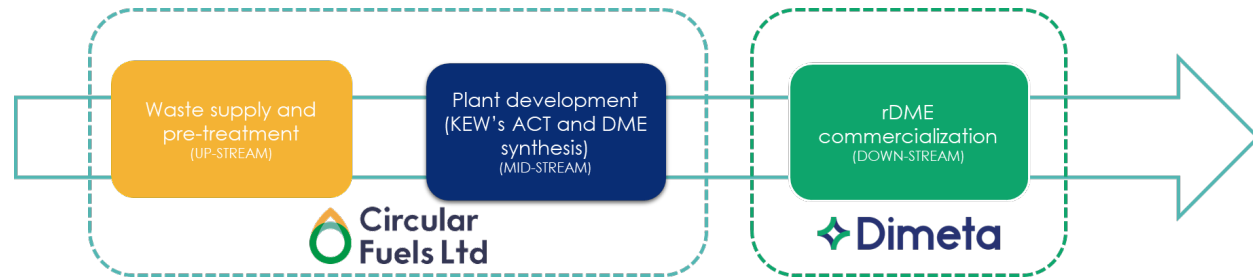 Waste supply and
pre-treatment
(UP-STREAM)
Plant development
(KEW's ACT and DME
synthesis)
(MID-STREAM)
rDME
commercialization
(DOWN-STREAM)
Circular
Fuels Ltd
Dimeta